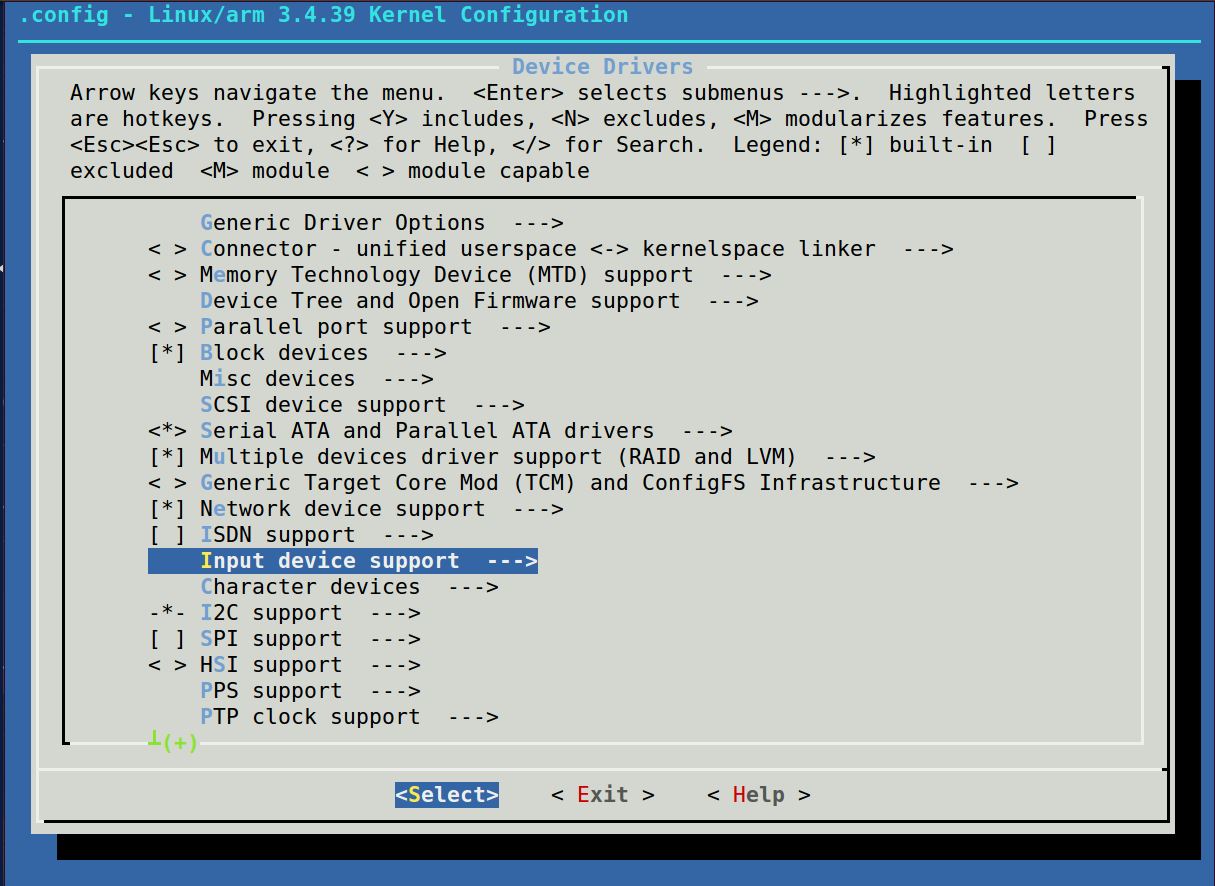 .config - Linux/arm 3.4.39 Kernel Configuration
Device Drivers
Arrow keys navigate the menu.  <Enter> selects submenus --->.  Highlighted letters
are hotkeys.  Pressing <Y> includes, <N> excludes, <M> modularizes features.  Press
<Esc><Esc> to exit, <?> for Help, </> for Search.  Legend: [*] built-in  [ ]
excluded  <M> module  < > module capable
Generic Driver Options  --->
< > Connector - unified userspace <-> kernelspace linker  --->
< > Memory Technology Device (MTD) support  --->
Device Tree and Open Firmware support  --->
< > Parallel port support  --->
[*] Block devices  --->
Misc devices  --->
SCSI device support  --->
<*> Serial ATA and Parallel ATA drivers  --->
[*] Multiple devices driver support (RAID and LVM)  --->
< > Generic Target Core Mod (TCM) and ConfigFS Infrastructure  --->
[*] Network device support  --->
[ ] ISDN support  --->
Input device support  --->
Character devices  --->
-*- I2C support  --->
[ ] SPI support  --->
< > HSI support  --->
PPS support  --->
PTP clock support  --->
┴(+)
<Select>    < Exit >    < Help >